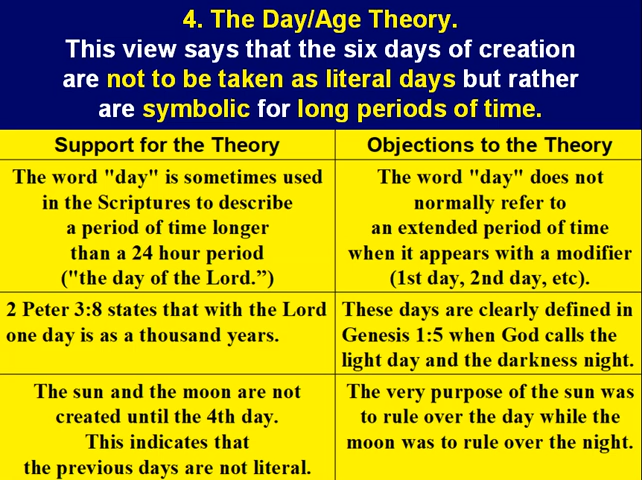 4. The Day/Age Theory.
This view says that the six days of creation
are not to be taken as literal days but rather
are symbolic for long periods of time.
Support for the Theory
Objections to the Theory
The word "day" is sometimes used
in the Scriptures to describe
a period of time longer
than a 24 hour period
("the day of the Lord.”)
The word "day" does not
normally refer to
an extended period of time
when it appears with a modifier
(1st day, 2nd day, etc).
2 Peter 3:8 states that with the Lord
one day is as a thousand years.
These days are clearly defined in
Genesis 1:5 when God calls the
light day and the darkness night.
The sun and the moon are not
created until the 4th day.
This indicates that
the previous days are not literal.
The very purpose of the sun was
to rule over the day while the
moon was to rule over the night.